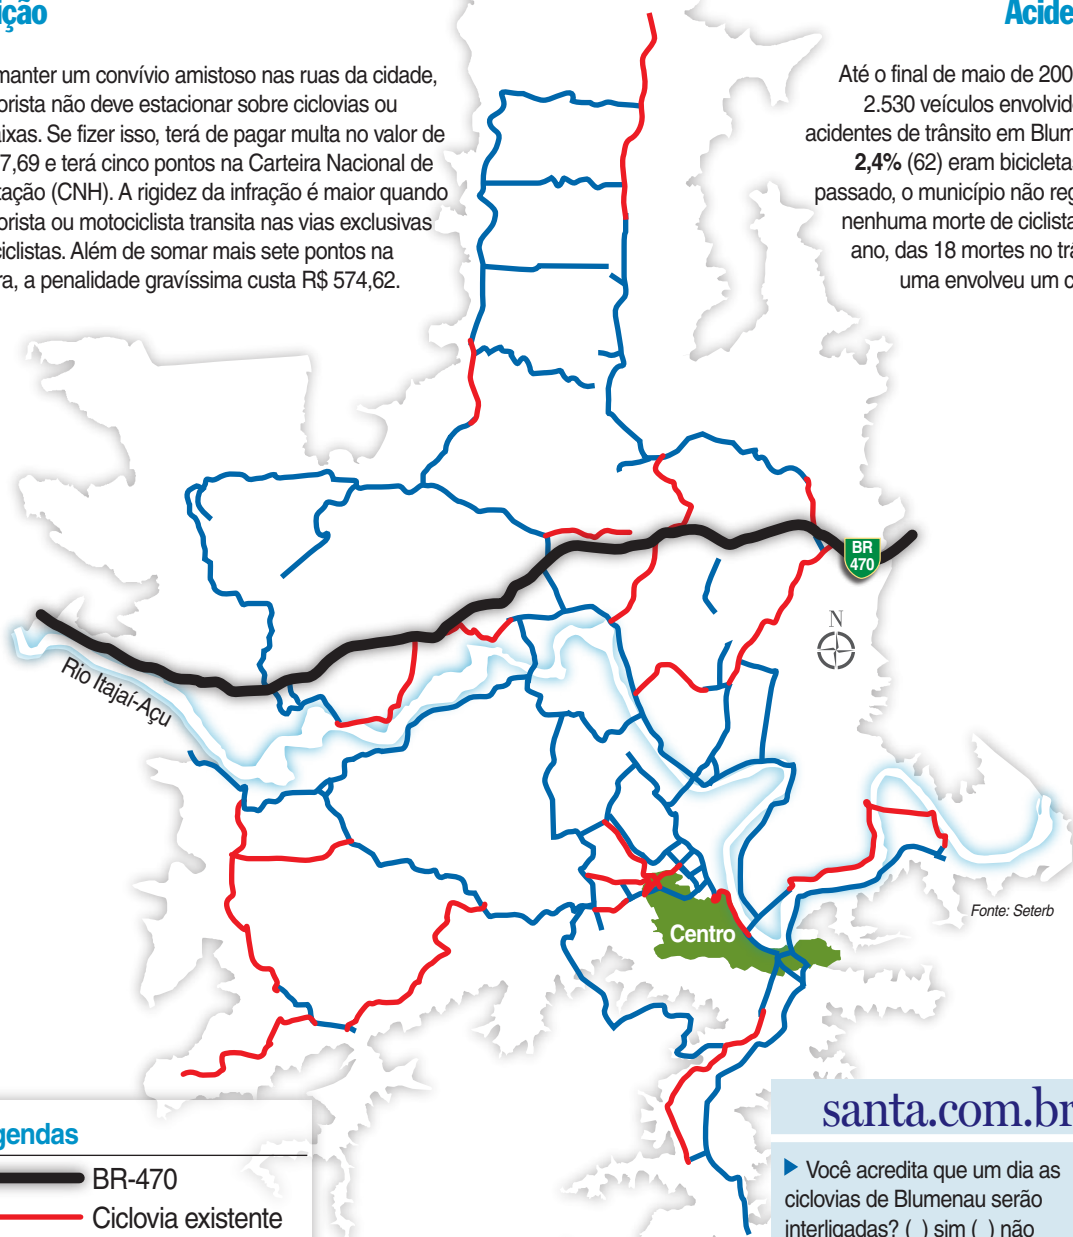 ição
manter um convívio amistoso nas ruas da cidade,
orista não deve estacionar sobre ciclovias ou
aixas. Se fizer isso, terá de pagar multa no valor de
7,69 e terá cinco pontos na Carteira Nacional de
tação (CNH). A rigidez da infração é maior quando
orista ou motociclista transita nas vias exclusivas
ciclistas. Além de somar mais sete pontos na
ra, a penalidade gravíssima custa R$ 574,62.
Acide
Até o final de maio de 200
2.530 veículos envolvid
acidentes de trânsito em Blum
2,4% (62) eram bicicleta
passado, o município não reg
nenhuma morte de ciclista
ano, das 18 mortes no trâ
uma envolveu um c
BR
470
N
Rio Itajaí-Açu
Fonte: Seterb
Centro
gendas
BR-470
Ciclovia existente
santa.com.br
Você acredita que um dia as
ciclovias de Blumenau serão
interligadas? ( ) sim ( ) não